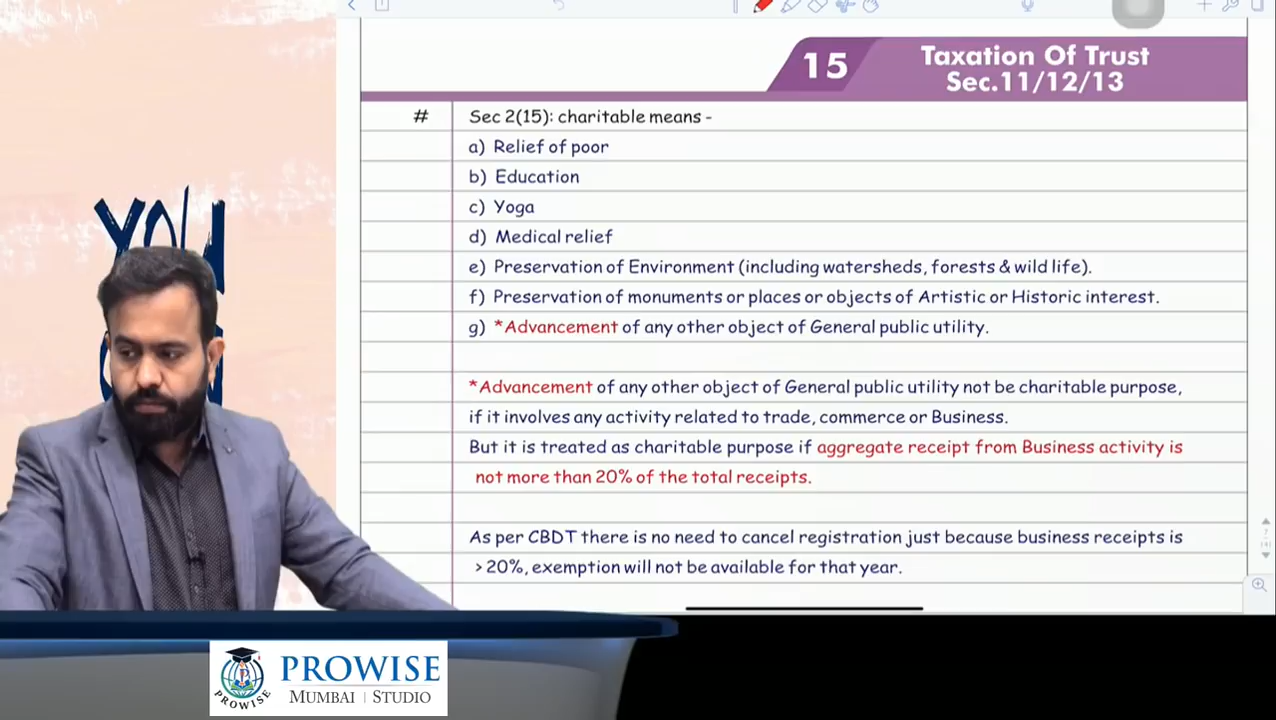 15
Taxation Of Trust
Sec.11/12/13
# Sec 2(15): charitable means -
a) Relief of poor
b) Education
c) Yoga
d) Medical relief
e) Preservation of Environment (including watersheds, forests & wild life).
f) Preservation of monuments or places or objects of Artistic or Historic interest.
g) *Advancement of any other object of General public utility.
*Advancement of any other object of General public utility not be charitable purpose,
if it involves any activity related to trade, commerce or Business.
But it is treated as charitable purpose if aggregate receipt from Business activity is
not more than 20% of the total receipts.
As per CBDT there is no need to cancel registration just because business receipts is
> 20%, exemption will not be available for that year.
YOU
PROWISE
PROWISE
MUMBAI | STUDIO